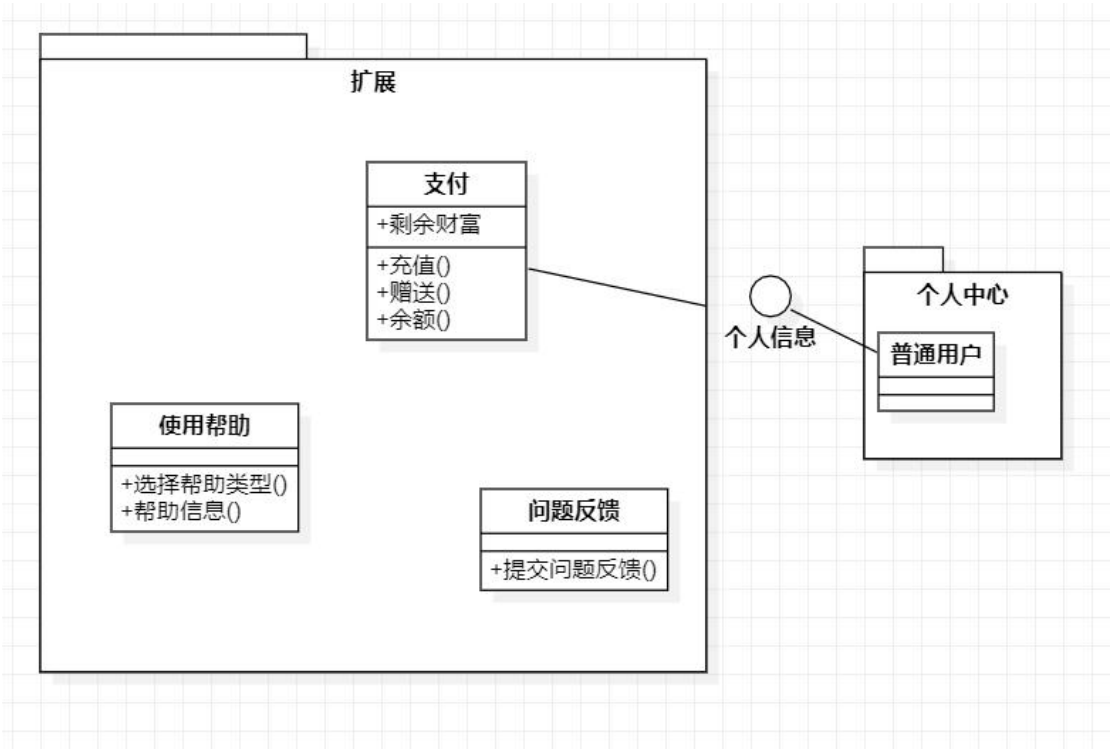 扩展
支付
+剩余财富
+充值()
+赠送()
+余额()
个人中心
个人信息
普通用户
使用帮助
+选择帮助类型()
+帮助信息()
问题反馈
+提交问题反馈()